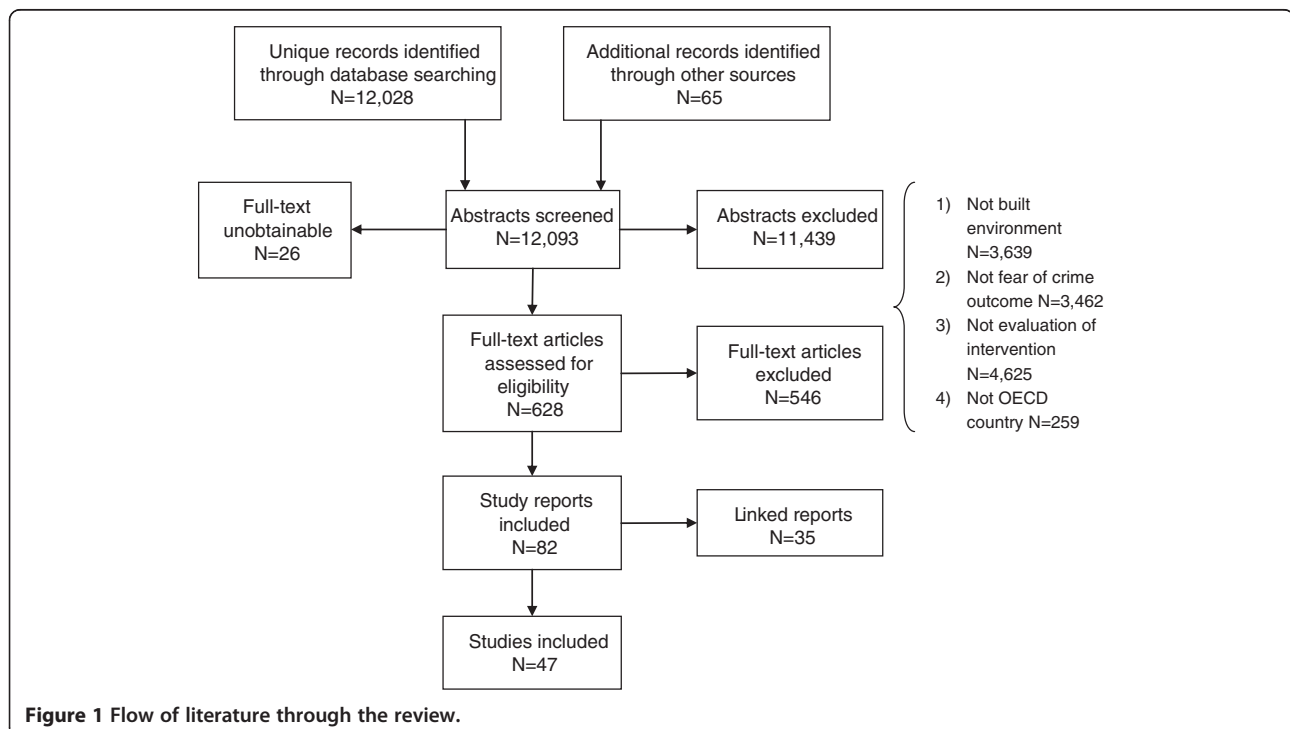 Unique records identified
through database searching
N=12,028
Additional records identified
through other sources
N=65
Full-text
unobtainable
N=26
Abstracts screened
N=12,093
Abstracts excluded
N=11,439
1) Not built
environment
N=3,639
2) Not fear of crime
outcome N=3,462
3) Not evaluation of
intervention
N=4,625
4) Not OECD
country N=259
Full-text articles
assessed for
eligibility
N=628
Full-text articles
excluded
N=546
Study reports
included
N=82
Linked reports
N=35
Studies included
N=47
Figure 1 Flow of literature through the review.